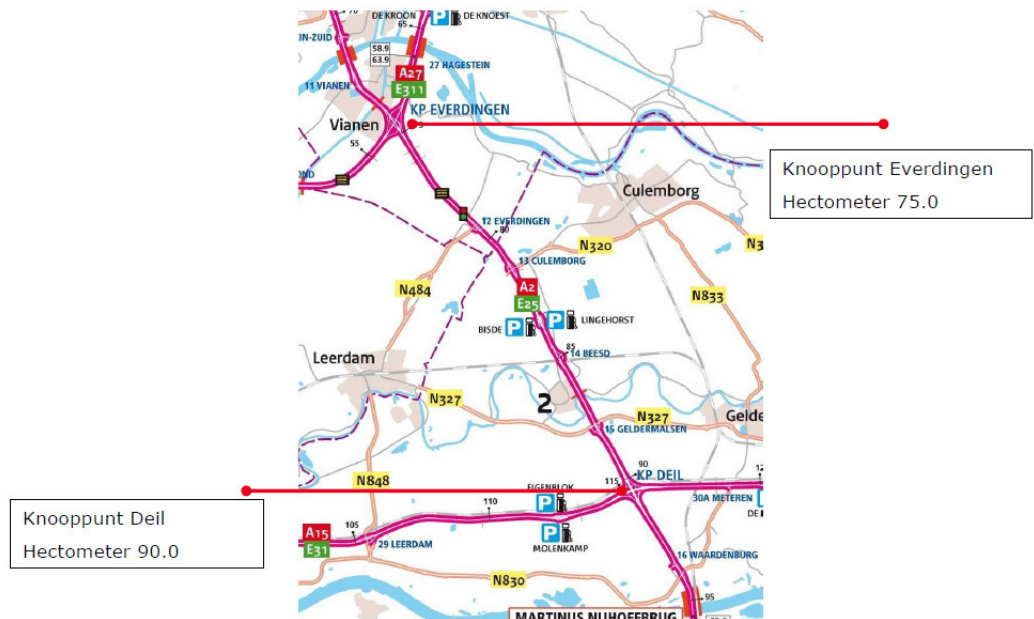 70
65
DE KROON
DE KNOEST
58.9
63.9
27 HAGESTEIN
A27
E311
11 VIANEN
KP EVERDINGEN
Vianen
55
Knooppunt Everdingen
Hectometer 75.0
Culemborg
12 EVERDINGEN
80
N320
13 CULEMBORG
A2
E25
N484
N833
BISDE
LINGEHORST
85
14 BEESD
Leerdam
2
N327
N327
15 GELDERMALSEN
90
KP DEIL
N848
115
EIGENBLOK
30A METEREN
110
Knooppunt Deil
Hectometer 90.0
105
A15
E31
29 LEERDAM
MOLENKAMP
16 WAARDENBURG
N830
95
MARTINUS NIJHOFFBRUG